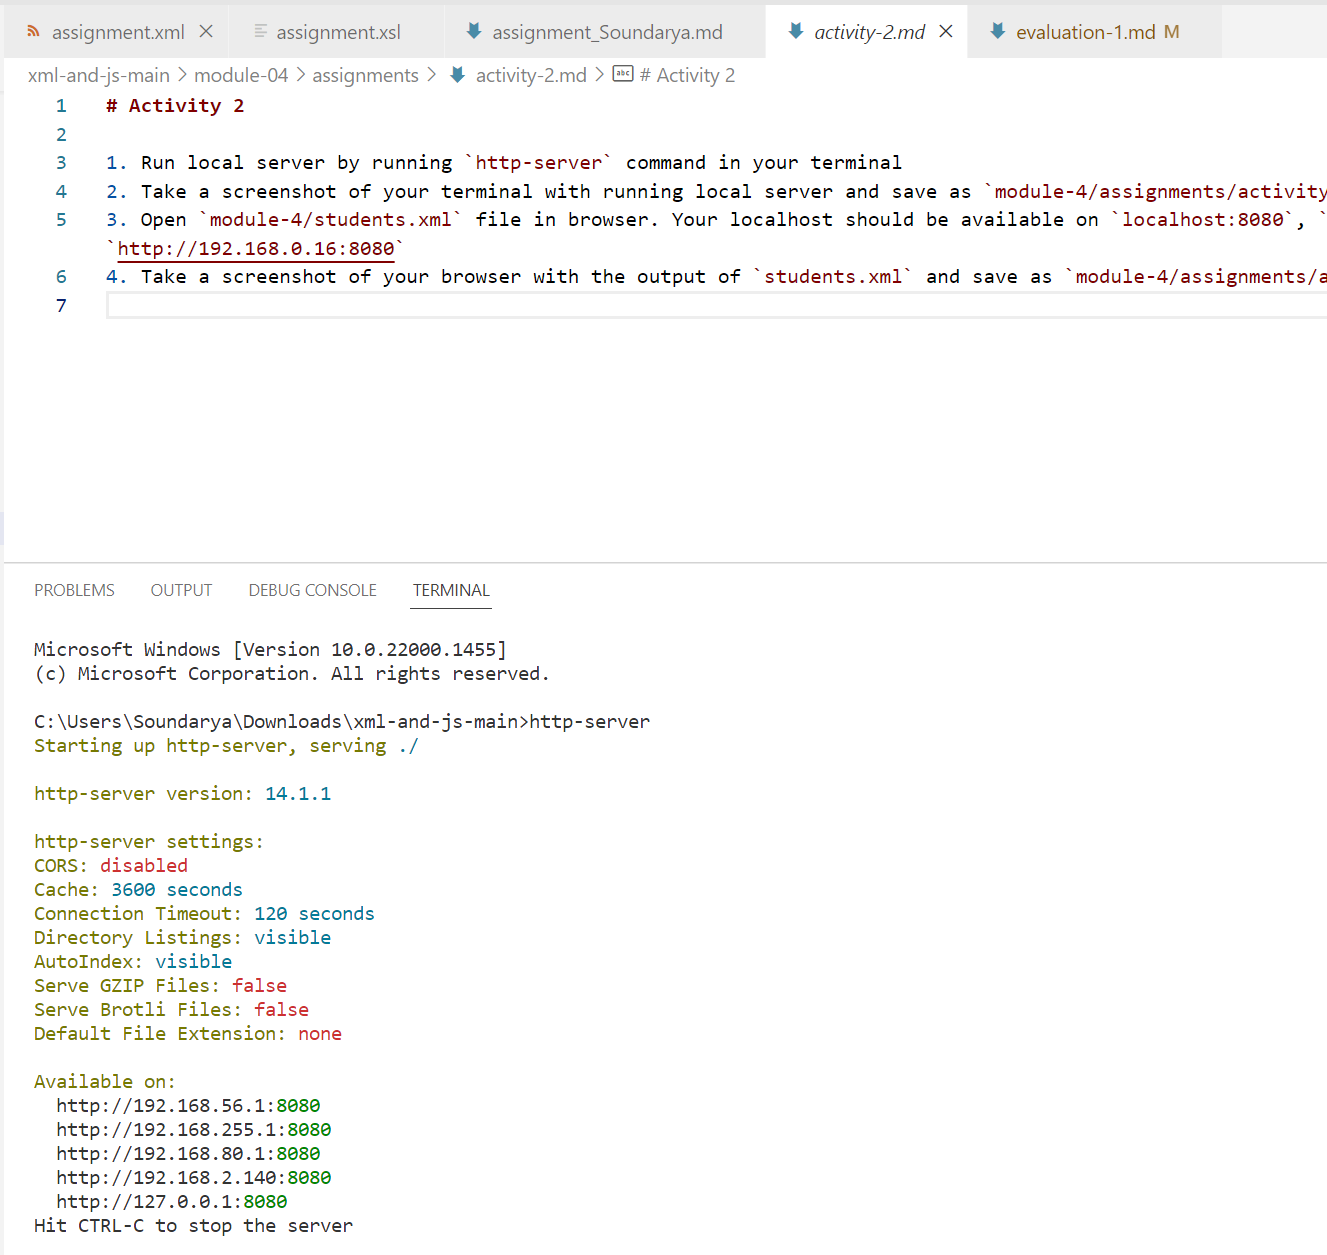 assignment.xml
assignment.xsl
assignment_Soundarya.md
activity-2.md
evaluation-1.md M
xml-and-js-main > module-04 > assignments > activity-2.md > abc # Activity 2
1 # Activity 2
2
3 1. Run local server by running `http-server` command in your terminal
4 2. Take a screenshot of your terminal with running local server and save as `module-4/assignments/activity
5 3. Open `module-4/students.xml` file in browser. Your localhost should be available on `localhost:8080`, `
`http://192.168.0.16:8080`
6 4. Take a screenshot of your browser with the output of `students.xml` and save as `module-4/assignments/a
7
PROBLEMS OUTPUT DEBUG CONSOLE TERMINAL
Microsoft Windows [Version 10.0.22000.1455]
(c) Microsoft Corporation. All rights reserved.
C:\Users\Soundarya\Downloads\xml-and-js-main>http-server
Starting up http-server, serving ./
http-server version: 14.1.1
http-server settings:
CORS: disabled
Cache: 3600 seconds
Connection Timeout: 120 seconds
Directory Listings: visible
AutoIndex: visible
Serve GZIP Files: false
Serve Brotli Files: false
Default File Extension: none
Available on:
http://192.168.56.1:8080
http://192.168.255.1:8080
http://192.168.80.1:8080
http://192.168.2.140:8080
http://127.0.0.1:8080
Hit CTRL-C to stop the server